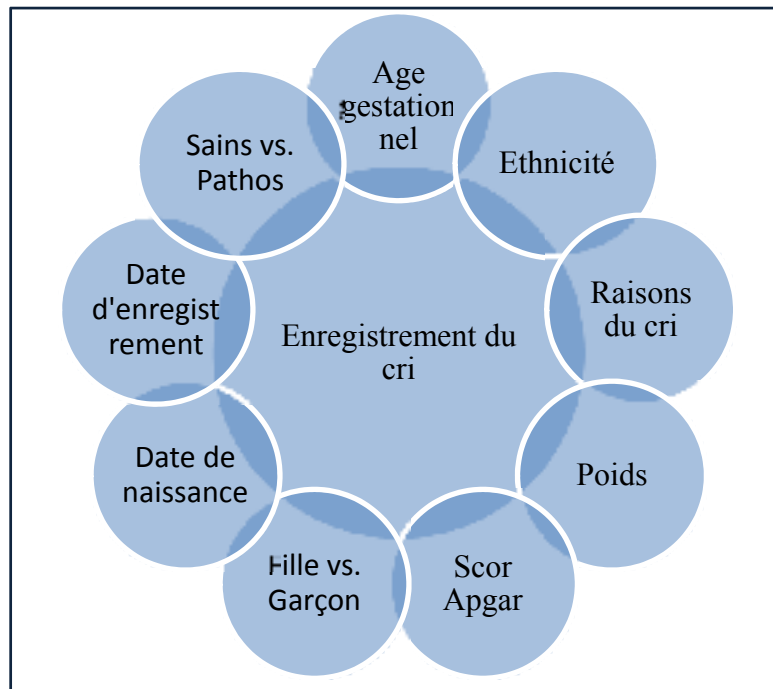 Age
gestation
nel
Ethnicité
Raisons
du cri
Poids
Scor
Apgar
Fille vs.
Garçon
Date de
naissance
Date
d'enregist
rement
Sains vs.
Pathos
Enregistrement du
cri